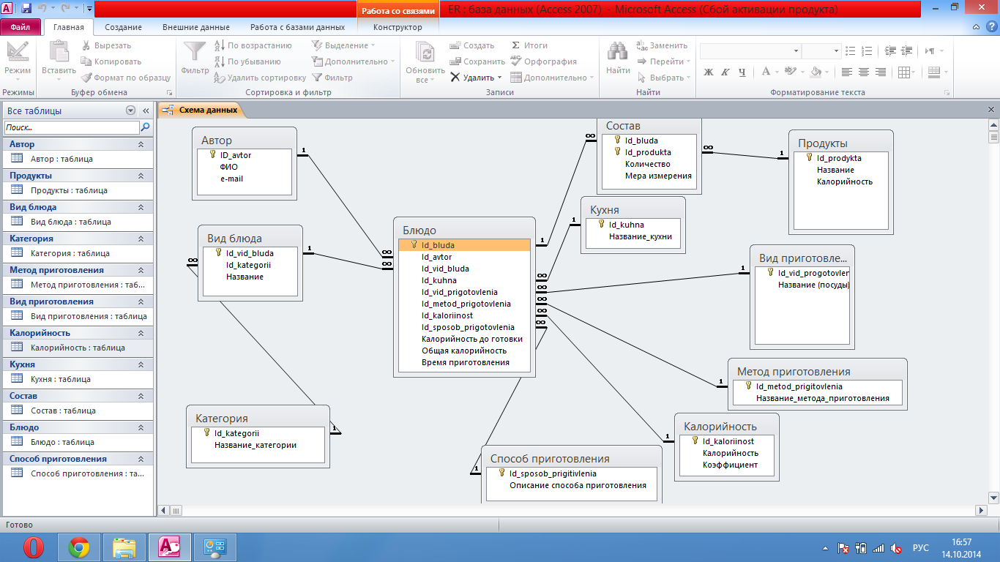 Работа со связями
ER : база данных (Access 2007) - Microsoft Access (Сбой активации продукта)
Файл
Главная
Создание
Внешние данные
Работа с базами данных
Конструктор
Режим
Режимы
Вставить
Вырезать
Копировать
Формат по образцу
Буфер обмена
Фильтр
По возрастанию
По убыванию
Удалить сортировку
Выделение
Дополнительно
Фильтр
Сортировка и фильтр
Обновить
все
Создать
Сохранить
Удалить
Итоги
Орфография
Дополнительно
Записи
Найти
Заменить
Перейти
Выбрать
Найти
Ж К Ч
Форматирование текста
Все таблицы
Поиск...
Автор
Автор : таблица
Продукты
Продукты : таблица
Вид блюда
Вид блюда : таблица
Категория
Категория : таблица
Метод приготовления
Метод приготовления : таб...
Вид приготовления
Вид приготовления : таблица
Калорийность
Калорийность : таблица
Кухня
Кухня : таблица
Состав
Состав : таблица
Блюдо
Блюдо : таблица
Способ приготовления
Способ приготовления : та...
Схема данных
Автор
ID_avtor
ФИО
e-mail
Вид блюда
Id_vid_bluda
Id_kategorii
Название
Категория
Id_kategorii
Название_категории
Блюдо
Id_bluda
Id_avtor
Id_vid_bluda
Id_kuhna
Id_vid_prigotovlenia
Id_metod_prigotovlenia
Id_kaloriinost
Id_sposob_prigotovlenia
Калорийность до готовки
Общая калорийность
Время приготовления
Состав
Id_bluda
Id_produkta
Количество
Мера измерения
Продукты
Id_prodykta
Название
Калорийность
Кухня
Id_kuhna
Название_кухни
Вид приготовле...
Id_vid_progotovlen
Название (посуды)
Метод приготовления
Id_metod_prigitovlenia
Название_метода_приготовления
Калорийность
Id_kaloriinost
Калорийность
Коэффициент
Способ приготовления
Id_sposob_prigitivlenia
Описание способа приготовления
1
∞
1
∞
∞
1
1
∞
∞
1
∞
1
∞
1
∞
1
∞
1
∞
1
Готово
РУС
16:57
14.10.2014